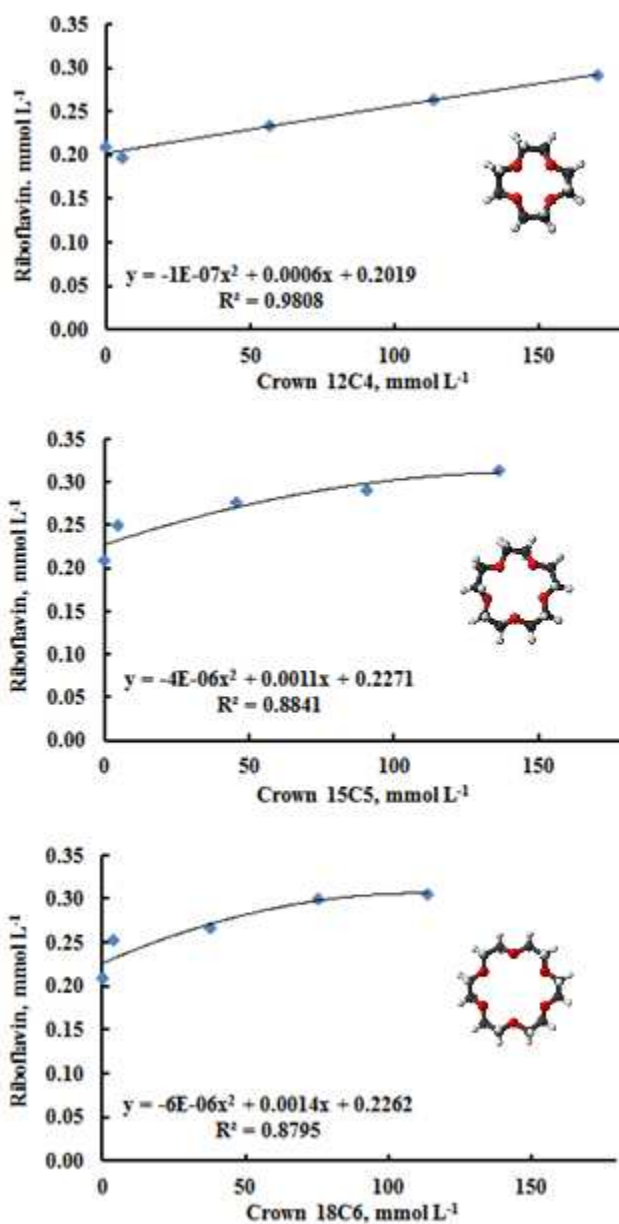 0.35
0.30
0.25
0.20
0.15
0.10
0.05
0.00
Riboflavin. mmol L⁻¹
y = -1E-07x² + 0.0006x + 0.2019
R² = 0.9808
0 50 100 150
Crown 12C4, mmol L⁻¹
0.35
0.30
0.25
0.20
0.15
0.10
0.05
0.00
Riboflavin, mmol L⁻¹
y = -4E-06x² + 0.0011x + 0.2271
R² = 0.8841
0 50 100 150
Crown 15C5, mmol L⁻¹
0.35
0.30
0.25
0.20
0.15
0.10
0.05
0.00
Riboflavin, mmol L⁻¹
y = -6E-06x² + 0.0014x + 0.2262
R² = 0.8795
0 50 100 150
Crown 18C6, mmol L⁻¹